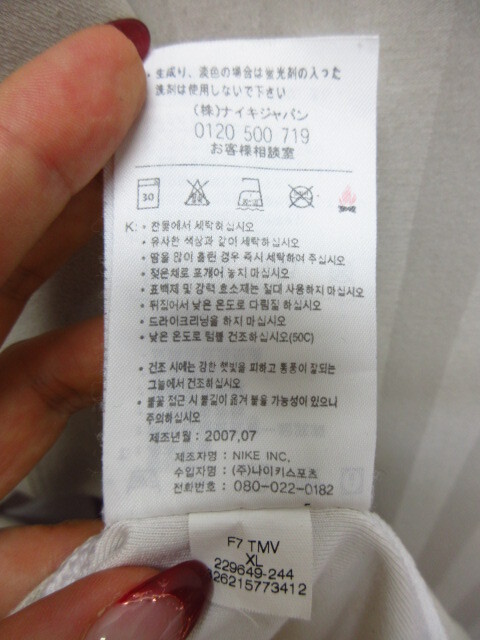 ・生成り、淡色の場合は蛍光剤の入った
洗剤は使用しないで下さい
(株)ナイキジャパン
0120 500 719
お客様相談室
30
K: ・찬물에서 세탁하십시오
・유사한 색상과 같이 세탁하십시오
・땀을 많이 흘린 경우 즉시 세탁하여 주십시오
・젖은채로 포개어 놓지 마십시오
・표백제 및 강력 효소제는 절대 사용하지 마십시오
・뒤집어서 낮은 온도로 다림질 하십시오
・드라이크리닝을 하지 마십시오
・낮은 온도로 텀블 건조하십시오(50C)
・건조 시에는 강한 햇빛을 피하고 통풍이 잘되는
그늘에서 건조하십시오
・불꽃 접근 시 불길이 옮겨 붙을 가능성이 있으니
주의하십시오
제조년월 : 2007,07
제조자명 : NIKE INC.
수입자명 : (주)나이키스포츠
전화번호 : 080-022-0182
F7 TMV
XL
229649-244
26215773412